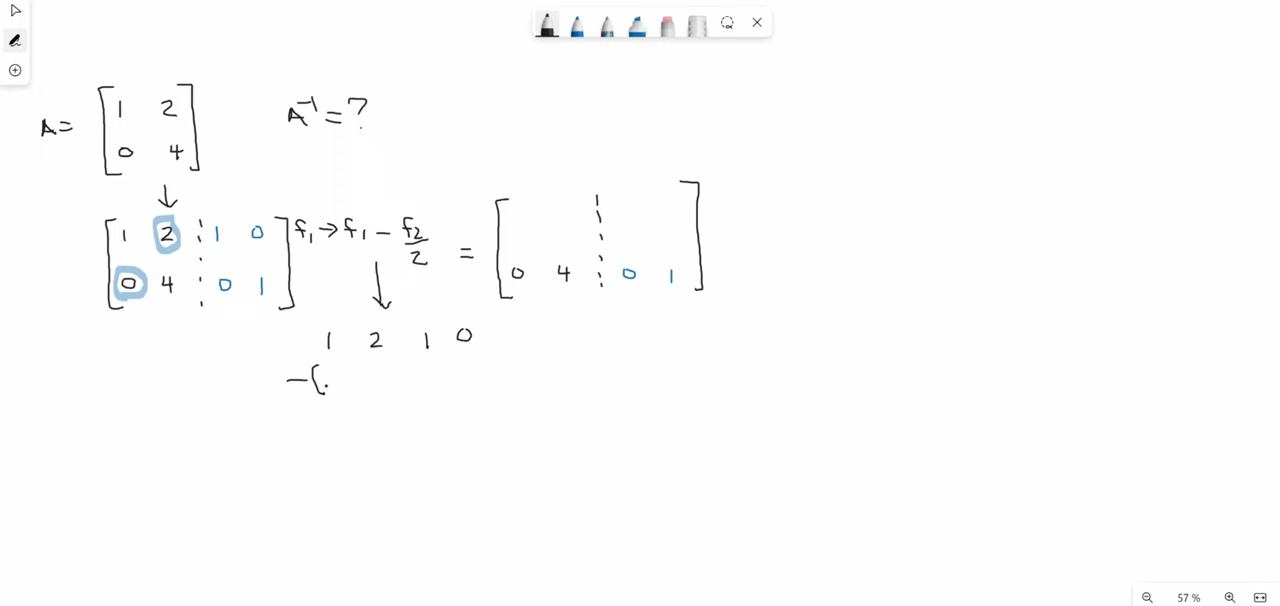 A = [ 1 2 A⁻¹ = ?
0 4 ]
↓
[ 1 2 ⋮ 1 0 ] f₁ → f₁ − f₂/2 = [
0 4 ⋮ 0 1 0 4 ⋮ 0 1 ]
↓
1 2 1 0
−(
57 %